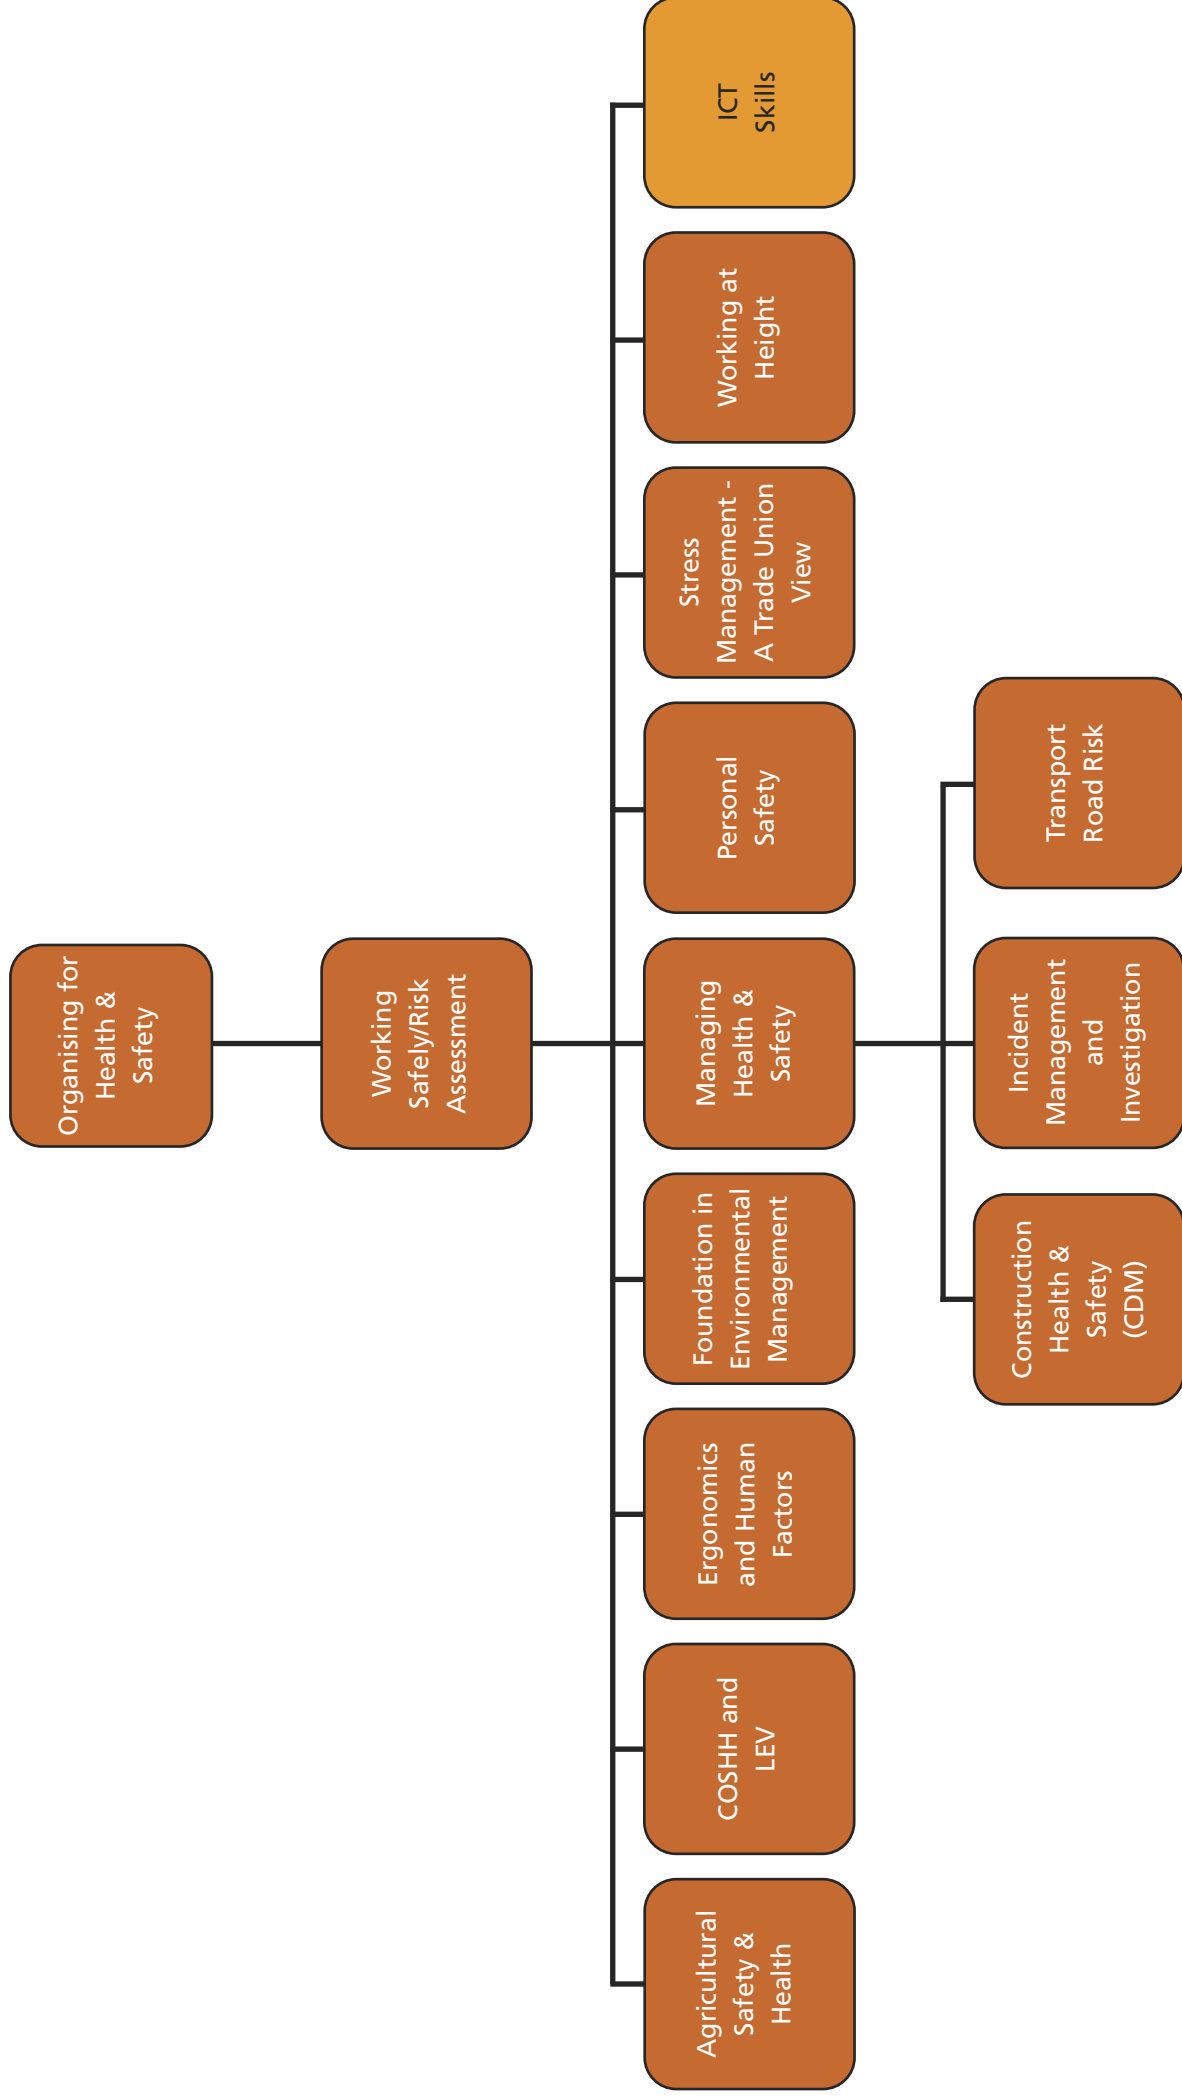 Organising for
Health &
Safety
Working
Safely/Risk
Assessment
Agricultural
Safety &
Health
COSHH and
LEV
Ergonomics
and Human
Factors
Foundation in
Environmental
Management
Managing
Health &
Safety
Personal
Safety
Stress
Management -
A Trade Union
View
Working at
Height
ICT
Skills
Construction
Health &
Safety
(CDM)
Incident
Management
and
Investigation
Transport
Road Risk